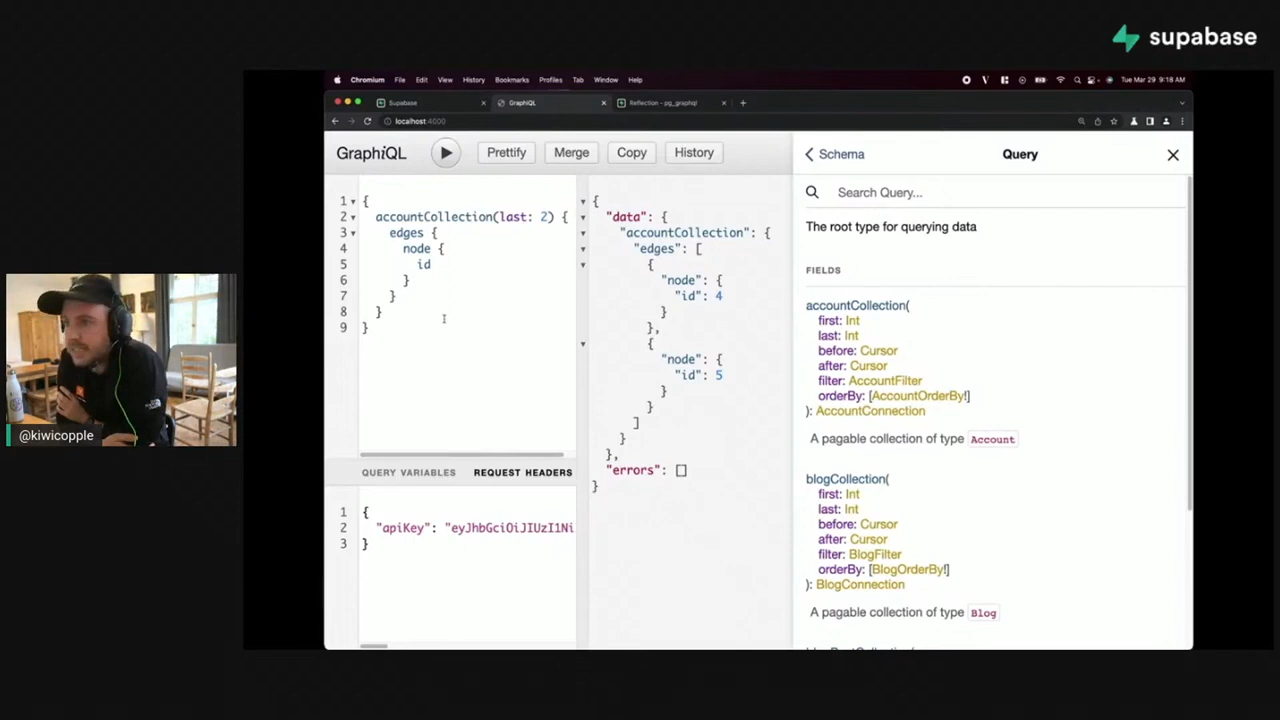 supabase
Chromium File Edit View History Bookmarks Profiles Tab Window Help
Tue Mar 29 9:18 AM
Supabase
GraphiQL
Reflection - pg_graphql
localhost:4000
GraphiQL
Prettify
Merge
Copy
History
1 {
2 accountCollection(last: 2) {
3 edges {
4 node {
5 id
6 }
7 }
8 }
9 }
QUERY VARIABLES
REQUEST HEADERS
1 {
2 "apiKey": "eyJhbGciOiJIUzI1Ni
3 }
{
"data": {
"accountCollection": {
"edges": [
{
"node": {
"id": 4
}
},
{
"node": {
"id": 5
}
}
]
}
},
"errors": []
}
Schema
Query
Search Query...
The root type for querying data
FIELDS
accountCollection(
first: Int
last: Int
before: Cursor
after: Cursor
filter: AccountFilter
orderBy: [AccountOrderBy!]
): AccountConnection
A pagable collection of type Account
blogCollection(
first: Int
last: Int
before: Cursor
after: Cursor
filter: BlogFilter
orderBy: [BlogOrderBy!]
): BlogConnection
A pagable collection of type Blog
@kiwicopple